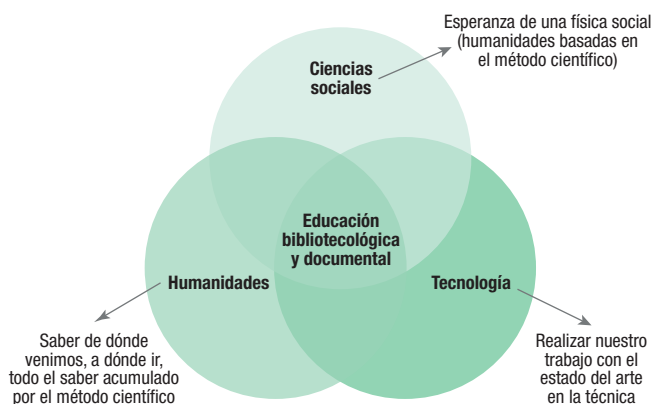 Esperanza de una física social
(humanidades basadas en
el método científico)
Ciencias
sociales
Educación
bibliotecológica
y documental
Humanidades
Tecnología
Saber de dónde
venimos, a dónde ir,
todo el saber acumulado
por el método científico
Realizar nuestro
trabajo con el
estado del arte
en la técnica